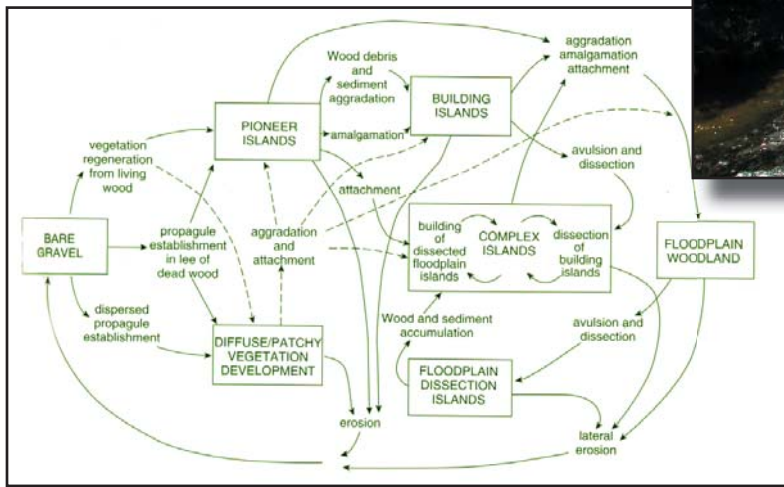 aggradation
amalgamation
attachment
Wood debris
and
sediment
aggradation
BUILDING
ISLANDS
PIONEER
ISLANDS
amalgamation
vegetation
regeneration
from living
wood
avulsion and
dissection
attachment
BARE
GRAVEL
propagule
establishment
in lee of
dead wood
aggradation
and
attachment
building
of
dissected
floodplain
islands
COMPLEX
ISLANDS
dissection
of
building
islands
FLOODPLAIN
WOODLAND
dispersed
propagule
establishment
Wood and sediment
accumulation
avulsion and
dissection
DIFFUSE/PATCHY
VEGETATION
DEVELOPMENT
FLOODPLAIN
DISSECTION
ISLANDS
erosion
lateral
erosion